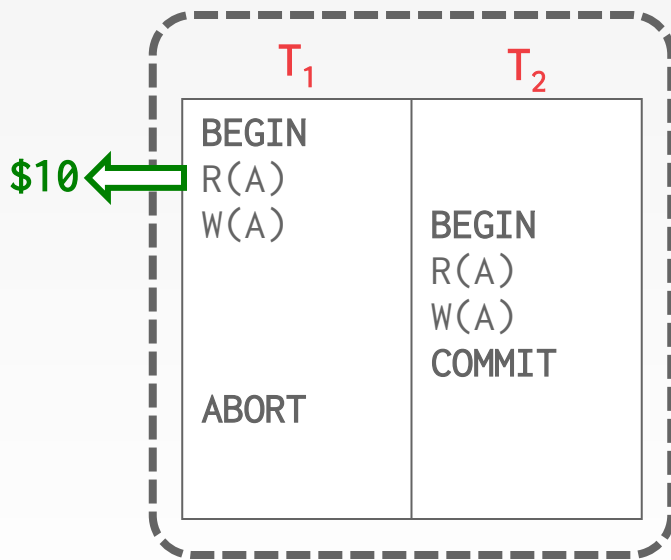 T1 T2
BEGIN
$10 R(A)
W(A) BEGIN
R(A)
W(A)
COMMIT
ABORT